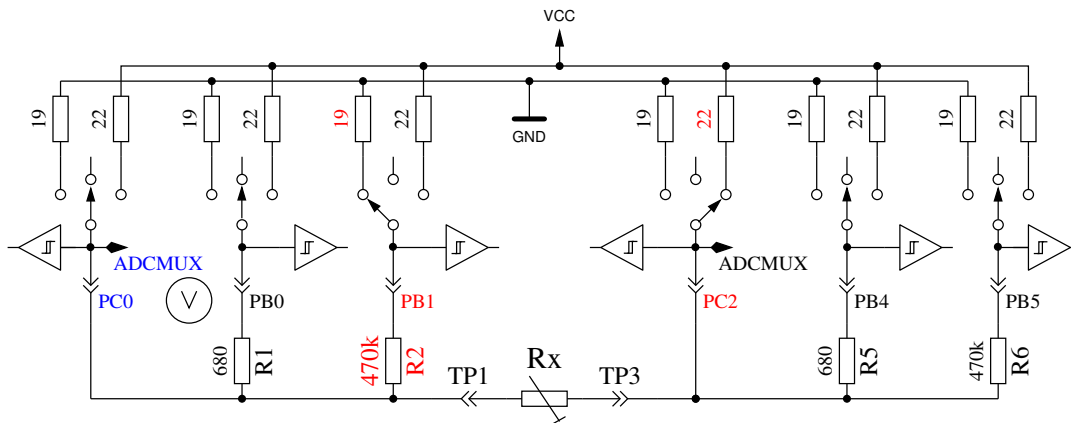 VCC
19
22
19
22
19
22
GND
19
22
19
22
19
22
ADCMUX
ADCMUX
PC0
V
PB0
PB1
PC2
PB4
PB5
680
R1
470k
R2
TP1
Rx
TP3
680
R5
470k
R6